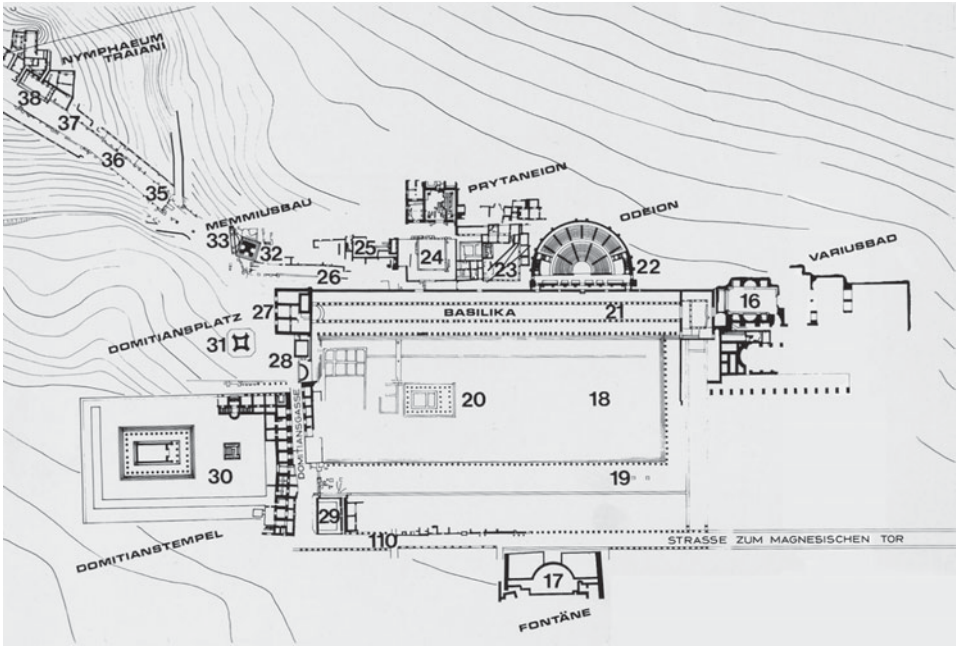 NYMPHAEUM
TRAIANI
38
37
36
35
MEMMIUSBAU
33
32
PRYTANEION
25
24
23
ODEION
22
26
VARIUSBAD
16
27
BASILIKA
21
DOMITIANSPLATZ
31
28
DOMITIANSGASSE
20
18
30
19
29
110
STRASSE ZUM MAGNESISCHEN TOR
DOMITIANSTEMPEL
17
FONTÄNE